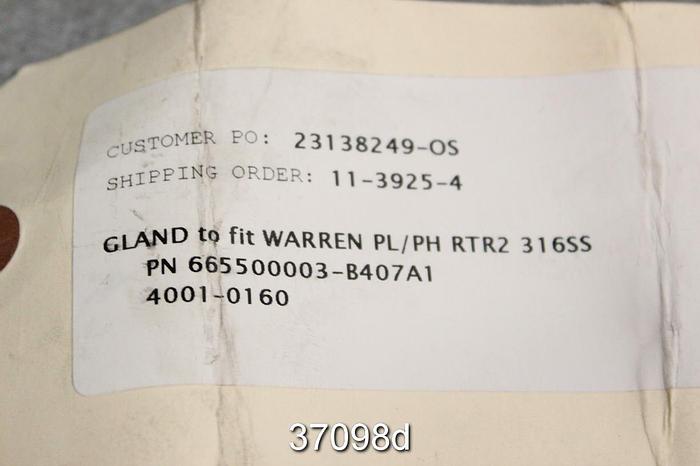 CUSTOMER PO: 23138249-OS
SHIPPING ORDER: 11-3925-4
GLAND to fit WARREN PL/PH RTR2 316SS
PN 665500003-B407A1
4001-0160
37098d